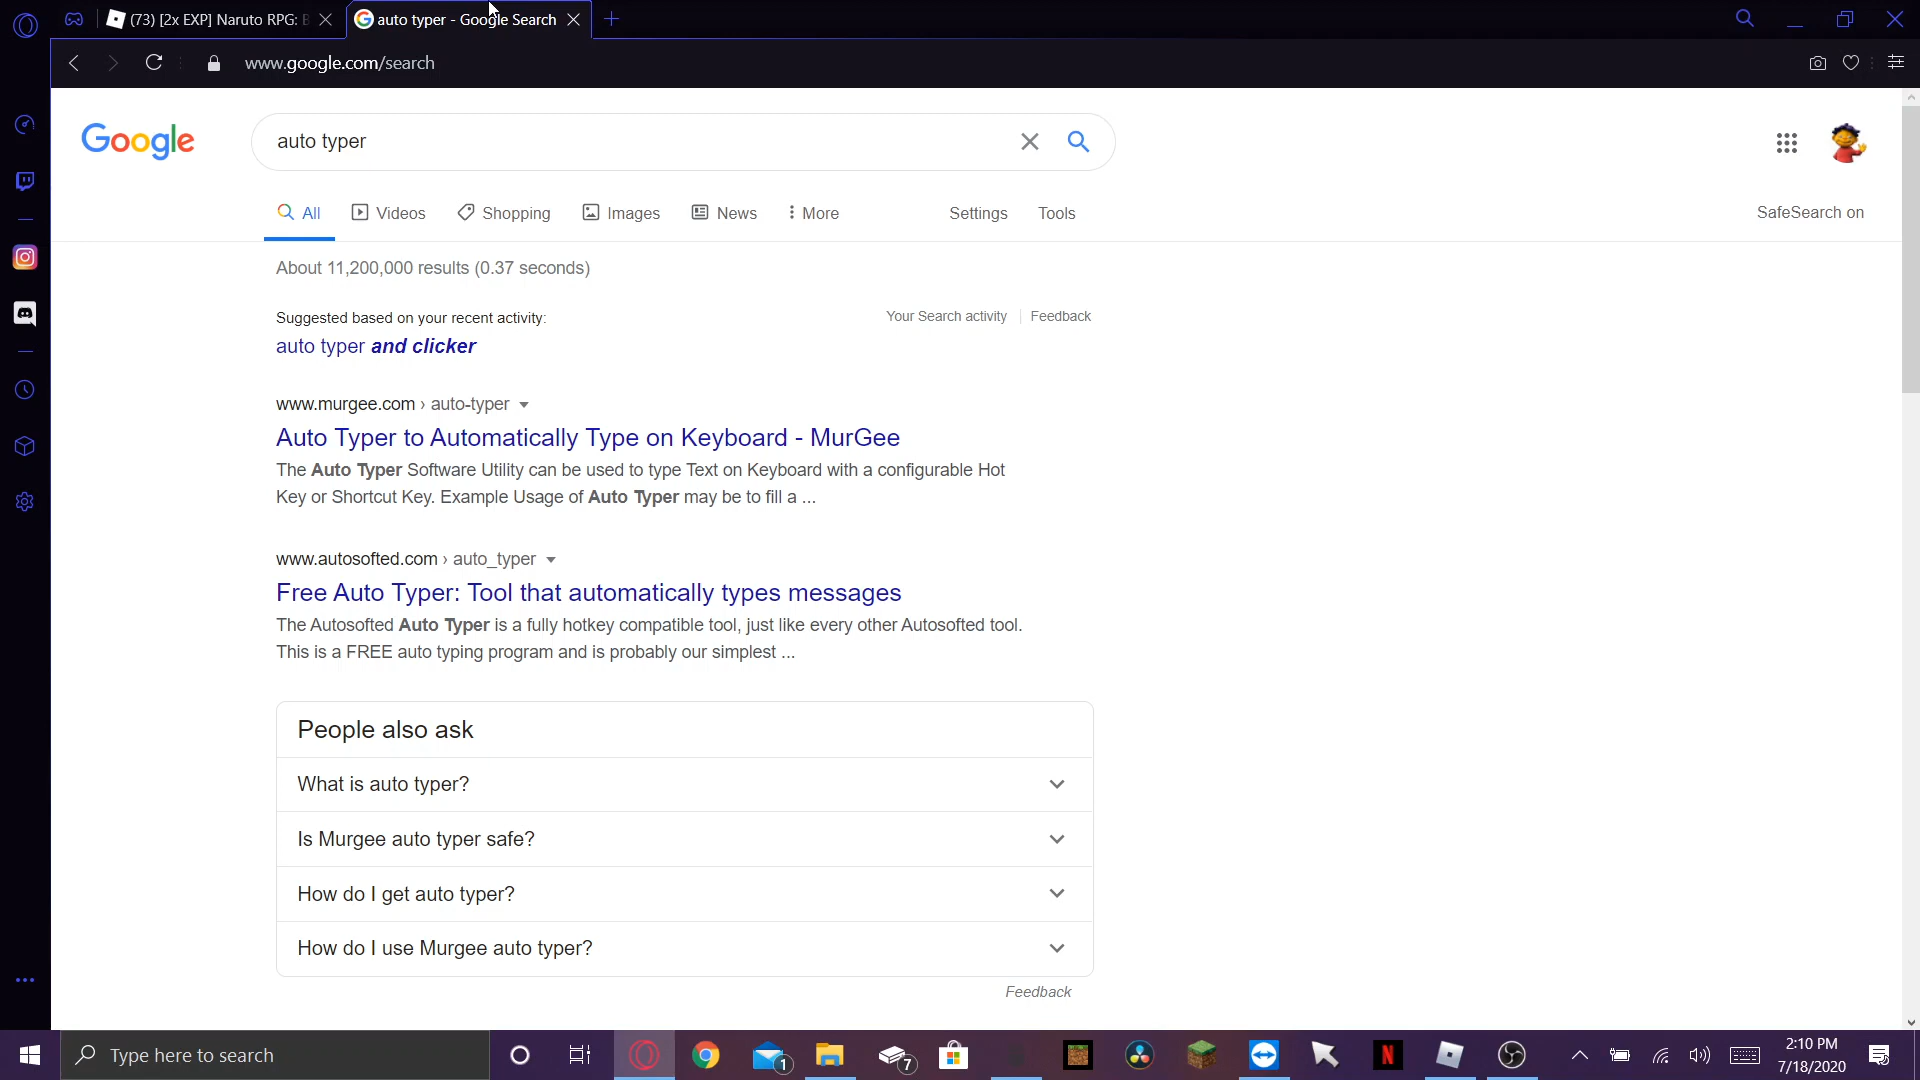 (73) [2x EXP] Naruto RPG:
auto typer - Google Search
www.google.com/search
Google
auto typer
All
Videos
Shopping
Images
News
More
Settings
Tools
SafeSearch on
About 11,200,000 results (0.37 seconds)
Suggested based on your recent activity:
Your Search activity
Feedback
auto typer and clicker
www.murgee.com › auto-typer
Auto Typer to Automatically Type on Keyboard - MurGee
The Auto Typer Software Utility can be used to type Text on Keyboard with a configurable Hot
Key or Shortcut Key. Example Usage of Auto Typer may be to fill a ...
www.autosofted.com › auto_typer
Free Auto Typer: Tool that automatically types messages
The Autosofted Auto Typer is a fully hotkey compatible tool, just like every other Autosofted tool.
This is a FREE auto typing program and is probably our simplest ...
People also ask
What is auto typer?
Is Murgee auto typer safe?
How do I get auto typer?
How do I use Murgee auto typer?
Feedback
Type here to search
1
7
N
2:10 PM
7/18/2020